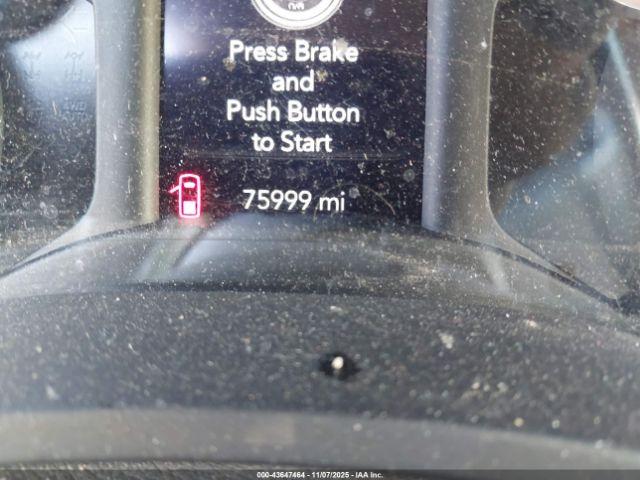 Press Brake
and
Push Button
to Start
75999 mi
000-43647464 - 11/07/2025 - IAA Inc.